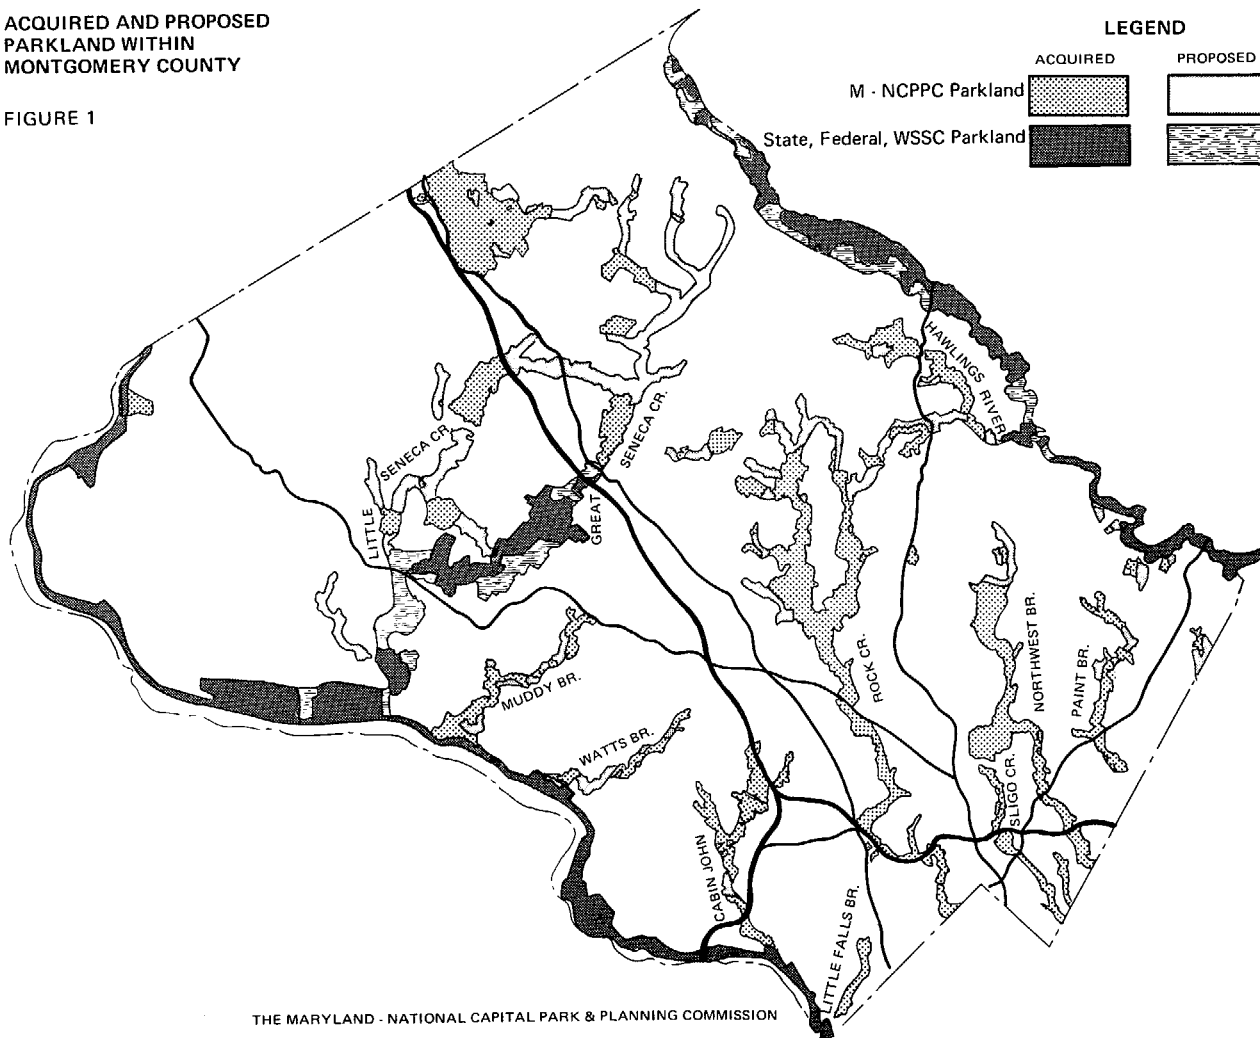 ACQUIRED AND PROPOSED
PARKLAND WITHIN
MONTGOMERY COUNTY
FIGURE 1
LEGEND
ACQUIRED
PROPOSED
M - NCPPC Parkland
State, Federal, WSSC Parkland
HAWLINGS RIVER
SENECA CR.
LITTLE
GREAT
SENECA CR.
MUDDY BR.
WATTS BR.
ROCK CR.
NORTHWEST BR.
PAINT BR.
SLIGO CR.
CABIN JOHN
LITTLE FALLS BR.
THE MARYLAND - NATIONAL CAPITAL PARK & PLANNING COMMISSION